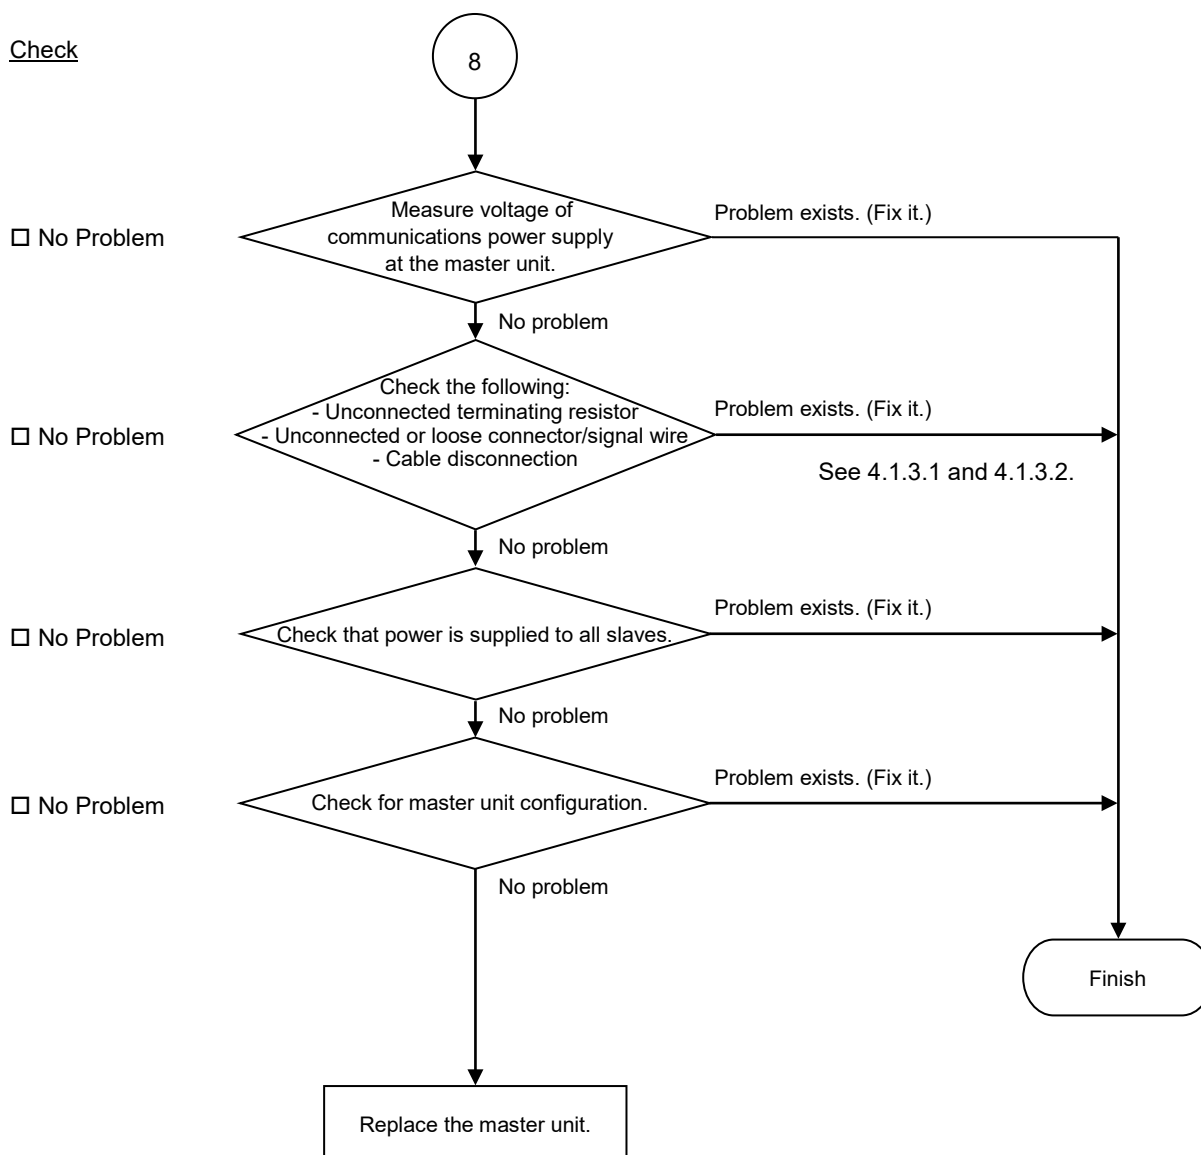 Check
8
Measure voltage of
communications power supply
at the master unit.
Problem exists. (Fix it.)
□ No Problem
No problem
Check the following:
- Unconnected terminating resistor
- Unconnected or loose connector/signal wire
- Cable disconnection
Problem exists. (Fix it.)
□ No Problem
See 4.1.3.1 and 4.1.3.2.
No problem
Problem exists. (Fix it.)
□ No Problem
Check that power is supplied to all slaves.
No problem
Problem exists. (Fix it.)
□ No Problem
Check for master unit configuration.
No problem
Finish
Replace the master unit.